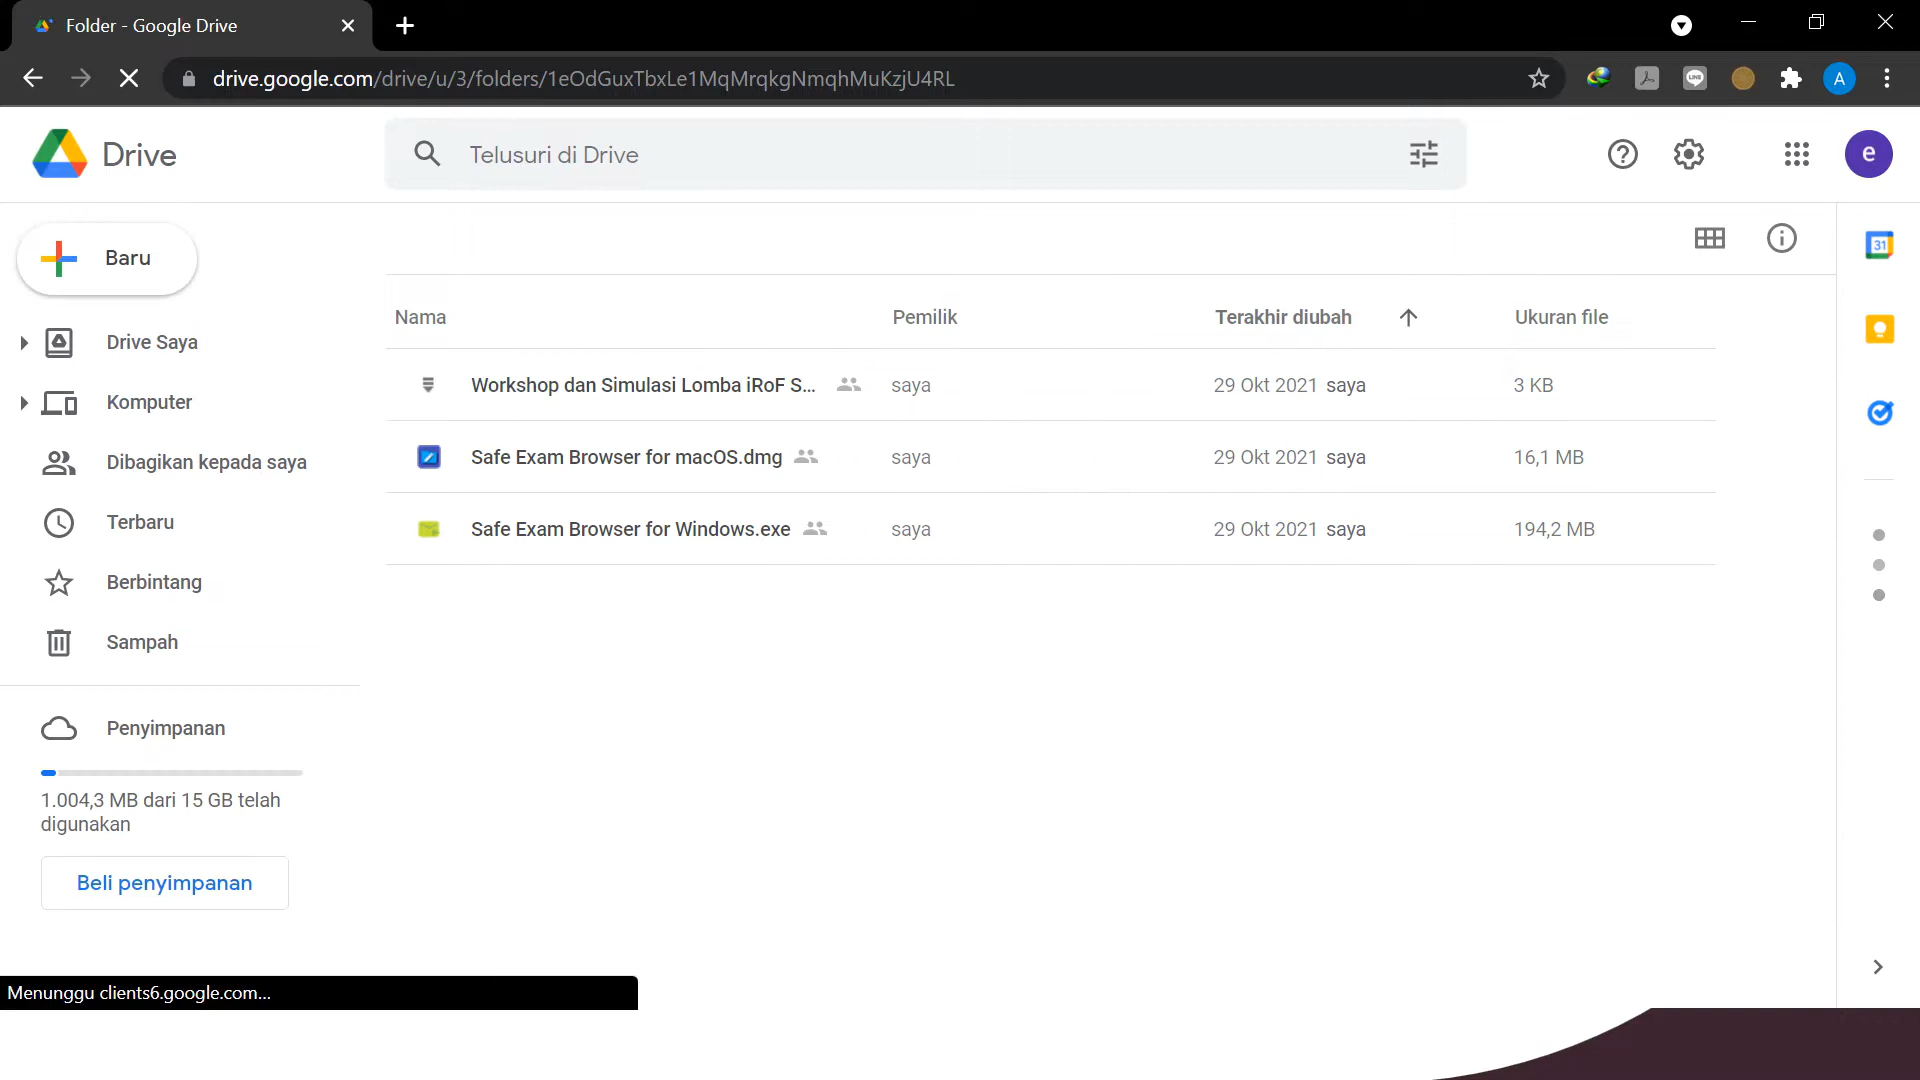 Folder - Google Drive
drive.google.com/drive/u/3/folders/1eOdGuxTbxLe1MqMrqkgNmqhMuKzjU4RL
A
Drive
Telusuri di Drive
e
Baru
31
Nama Pemilik Terakhir diubah Ukuran file
Drive Saya
Workshop dan Simulasi Lomba iRoF S... saya 29 Okt 2021 saya 3 KB
Komputer
Safe Exam Browser for macOS.dmg saya 29 Okt 2021 saya 16,1 MB
Dibagikan kepada saya
Terbaru
Safe Exam Browser for Windows.exe saya 29 Okt 2021 saya 194,2 MB
Berbintang
Sampah
Penyimpanan
1.004,3 MB dari 15 GB telah
digunakan
Beli penyimpanan
Menunggu clients6.google.com...